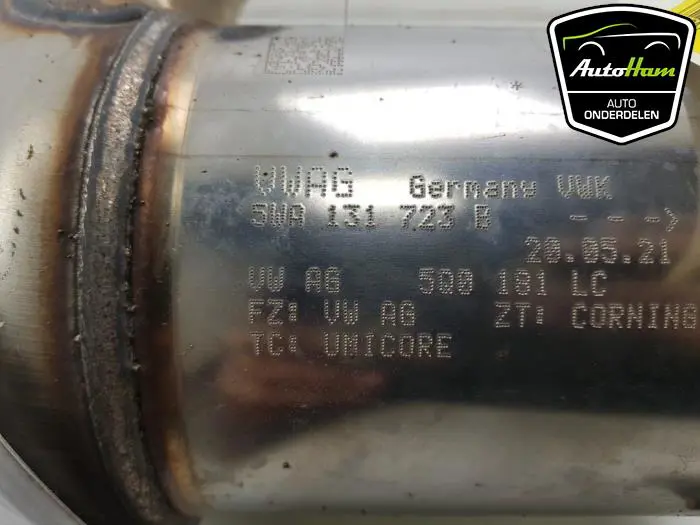 AutoHam
AUTO
ONDERDELEN
VWAG Germany VWK
5WA 131 723 B - - ->
20.05.21
VW AG 5Q0 181 LC
FZ: VW AG ZT: CORNING
TC: UMICORE